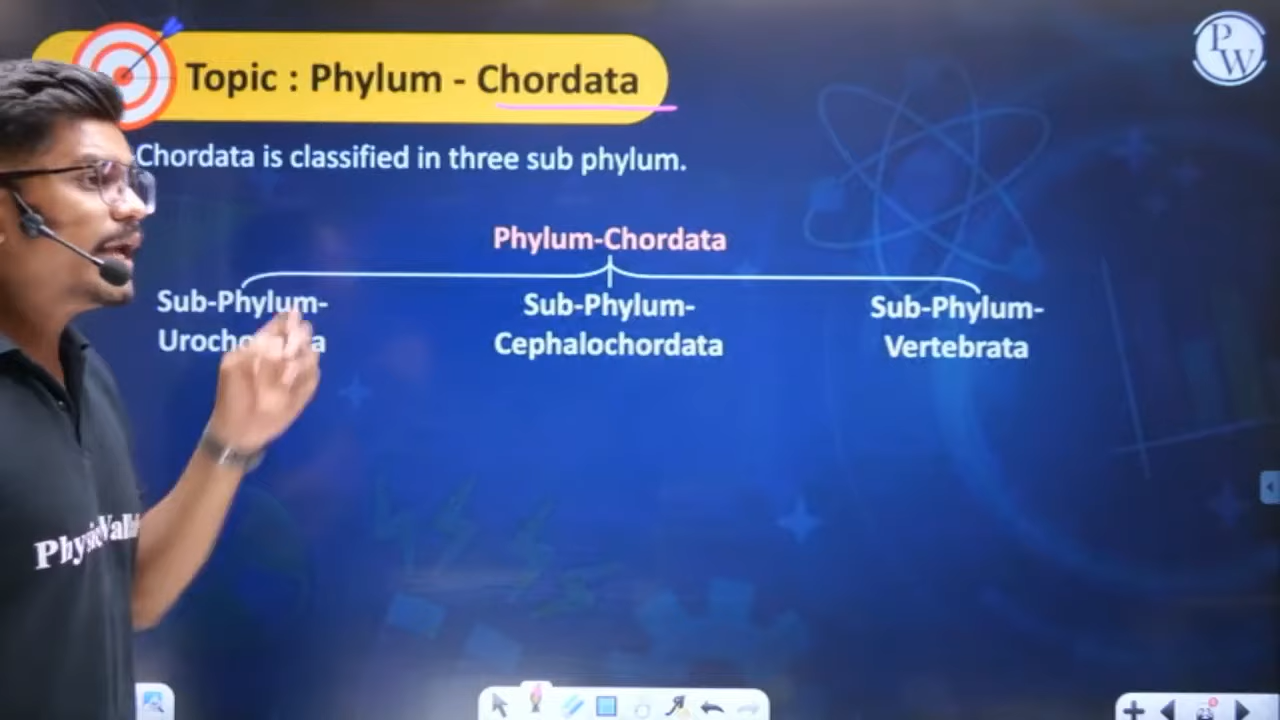 PW
Topic : Phylum - Chordata
Chordata is classified in three sub phylum.
Phylum-Chordata
Sub-Phylum-
Sub-Phylum-
Cephalochordata
Sub-Phylum-
Vertebrata